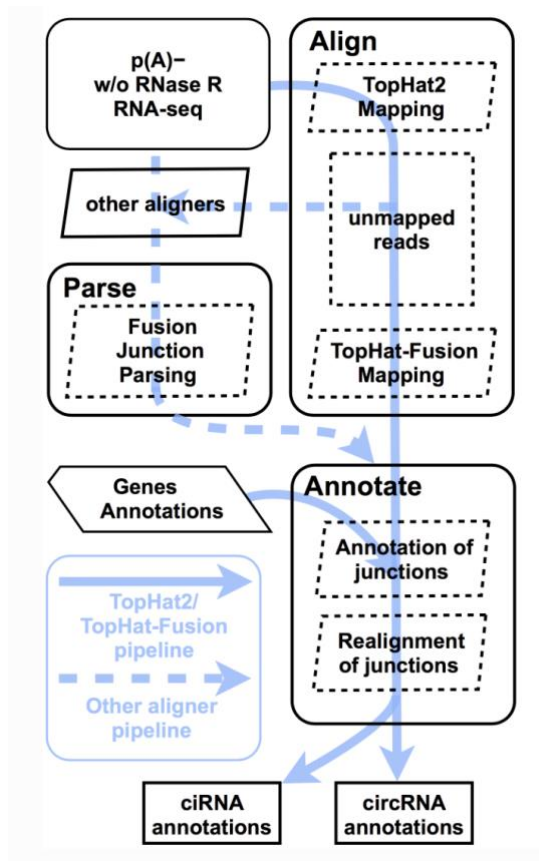 p(A)−
w/o RNase R
RNA-seq
Align
TopHat2
Mapping
other aligners
unmapped
reads
Parse
Fusion
Junction
Parsing
TopHat-Fusion
Mapping
Genes
Annotations
Annotate
Annotation of
junctions
Realignment
of junctions
TopHat2/
TopHat-Fusion
pipeline
Other aligner
pipeline
ciRNA
annotations
circRNA
annotations